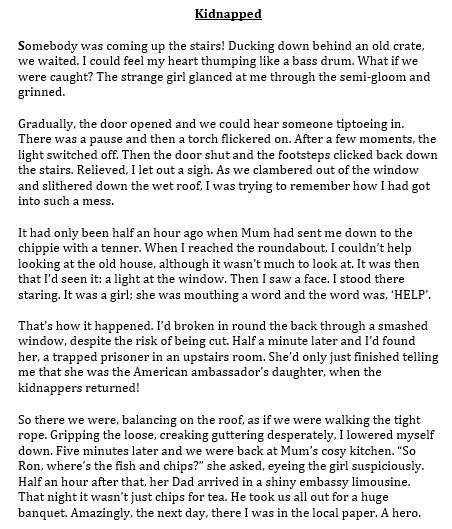 Kidnapped
Somebody was coming up the stairs! Ducking down behind an old crate,
we waited. I could feel my heart thumping like a bass drum. What if we
were caught? The strange girl glanced at me through the semi-gloom and
grinned.
Gradually, the door opened and we could hear someone tiptoeing in.
There was a pause and then a torch flickered on. After a few moments, the
light switched off. Then the door shut and the footsteps clicked back down
the stairs. Relieved, I let out a sigh. As we clambered out of the window
and slithered down the wet roof, I was trying to remember how I had got
into such a mess.
It had only been half an hour ago when Mum had sent me down to the
chippie with a tenner. When I reached the roundabout, I couldn’t help
looking at the old house, although it wasn’t much to look at. It was then
that I’d seen it: a light at the window. Then I saw a face. I stood there
staring. It was a girl; she was mouthing a word and the word was, ‘HELP’.
That’s how it happened. I’d broken in round the back through a smashed
window, despite the risk of being cut. Half a minute later and I’d found
her, a trapped prisoner in an upstairs room. She’d only just finished telling
me that she was the American ambassador’s daughter, when the
kidnappers returned!
So there we were, balancing on the roof, as if we were walking the tight
rope. Gripping the loose, creaking guttering desperately, I lowered myself
down. Five minutes later and we were back at Mum’s cosy kitchen. “So
Ron, where’s the fish and chips?” she asked, eyeing the girl suspiciously.
Half an hour after that, her Dad arrived in a shiny embassy limousine.
That night it wasn’t just chips for tea. He took us all out for a huge
banquet. Amazingly, the next day, there I was in the local paper. A hero.